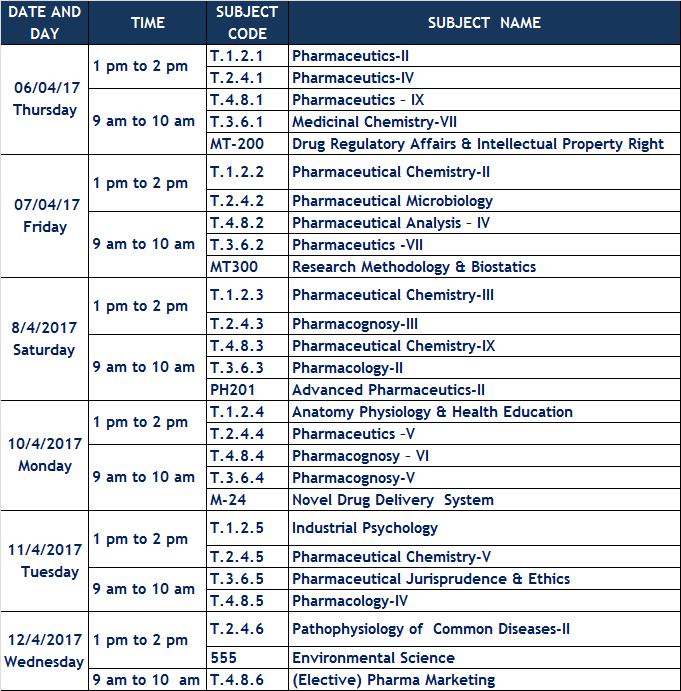 DATE AND DAY TIME SUBJECT CODE SUBJECT NAME
06/04/17 Thursday 1 pm to 2 pm T.1.2.1 Pharmaceutics-II
T.2.4.1 Pharmaceutics-IV
9 am to 10 am T.4.8.1 Pharmaceutics – IX
T.3.6.1 Medicinal Chemistry-VII
MT-200 Drug Regulatory Affairs & Intellectual Property Right
07/04/17 Friday 1 pm to 2 pm T.1.2.2 Pharmaceutical Chemistry-II
T.2.4.2 Pharmaceutical Microbiology
9 am to 10 am T.4.8.2 Pharmaceutical Analysis – IV
T.3.6.2 Pharmaceutics -VII
MT300 Research Methodology & Biostatics
8/4/2017 Saturday 1 pm to 2 pm T.1.2.3 Pharmaceutical Chemistry-III
T.2.4.3 Pharmacognosy-III
9 am to 10 am T.4.8.3 Pharmaceutical Chemistry-IX
T.3.6.3 Pharmacology-II
PH201 Advanced Pharmaceutics-II
10/4/2017 Monday 1 pm to 2 pm T.1.2.4 Anatomy Physiology & Health Education
T.2.4.4 Pharmaceutics –V
9 am to 10 am T.4.8.4 Pharmacognosy – VI
T.3.6.4 Pharmacognosy-V
M-24 Novel Drug Delivery System
11/4/2017 Tuesday 1 pm to 2 pm T.1.2.5 Industrial Psychology
T.2.4.5 Pharmaceutical Chemistry-V
9 am to 10 am T.3.6.5 Pharmaceutical Jurisprudence & Ethics
T.4.8.5 Pharmacology-IV
12/4/2017 Wednesday 1 pm to 2 pm T.2.4.6 Pathophysiology of Common Diseases-II
555 Environmental Science
9 am to 10 am T.4.8.6 (Elective) Pharma Marketing